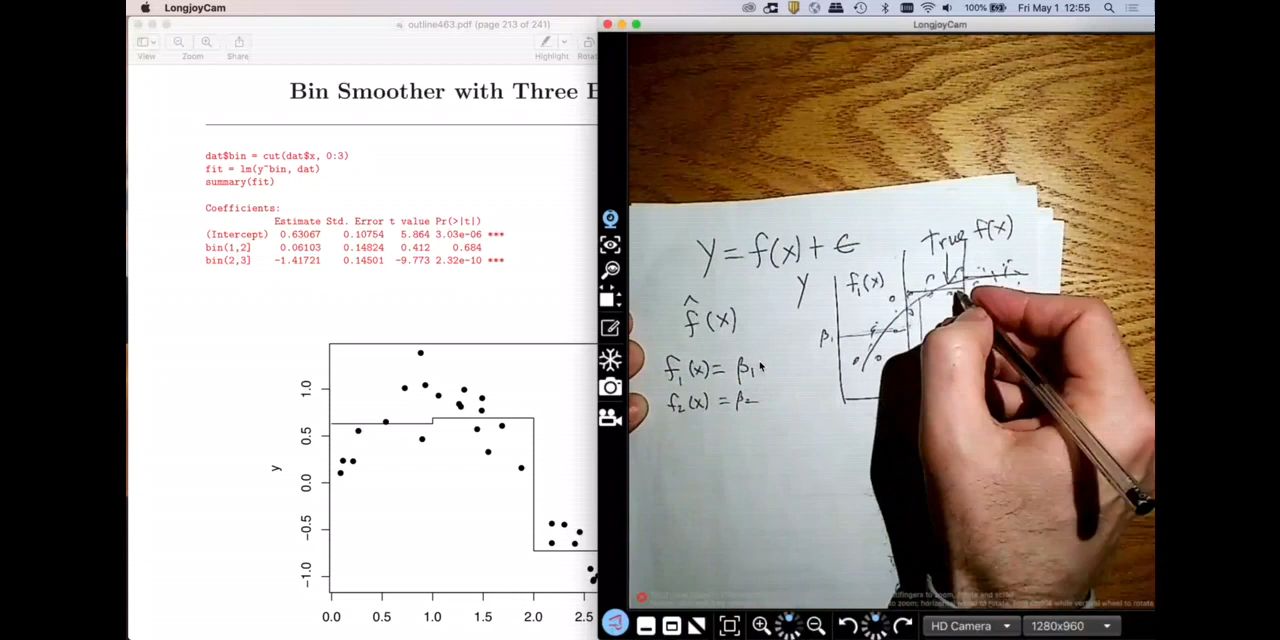 LongjoyCam
100%
Fri May 1 12:55
outline463.pdf (page 213 of 241)
LongjoyCam
View
Zoom
Share
Highlight
Bin Smoother with Three
dat$bin = cut(dat$x, 0:3)
fit = lm(y~bin, dat)
summary(fit)
Coefficients:
Estimate Std. Error t value Pr(>|t|)
(Intercept) 0.63067 0.10754 5.864 3.03e-06 ***
bin(1,2] 0.06103 0.14824 0.412 0.684
bin(2,3] -1.41721 0.14501 -9.773 2.32e-10 ***
y
1.0
0.5
0.0
-0.5
-1.0
0.0 0.5 1.0 1.5 2.0 2.5
y = f(x) + ϵ
true f(x)
y
f₁(x)
β₁
f̂(x)
f₁(x) = β₁
f₂(x) = β₂
HD Camera
1280x960